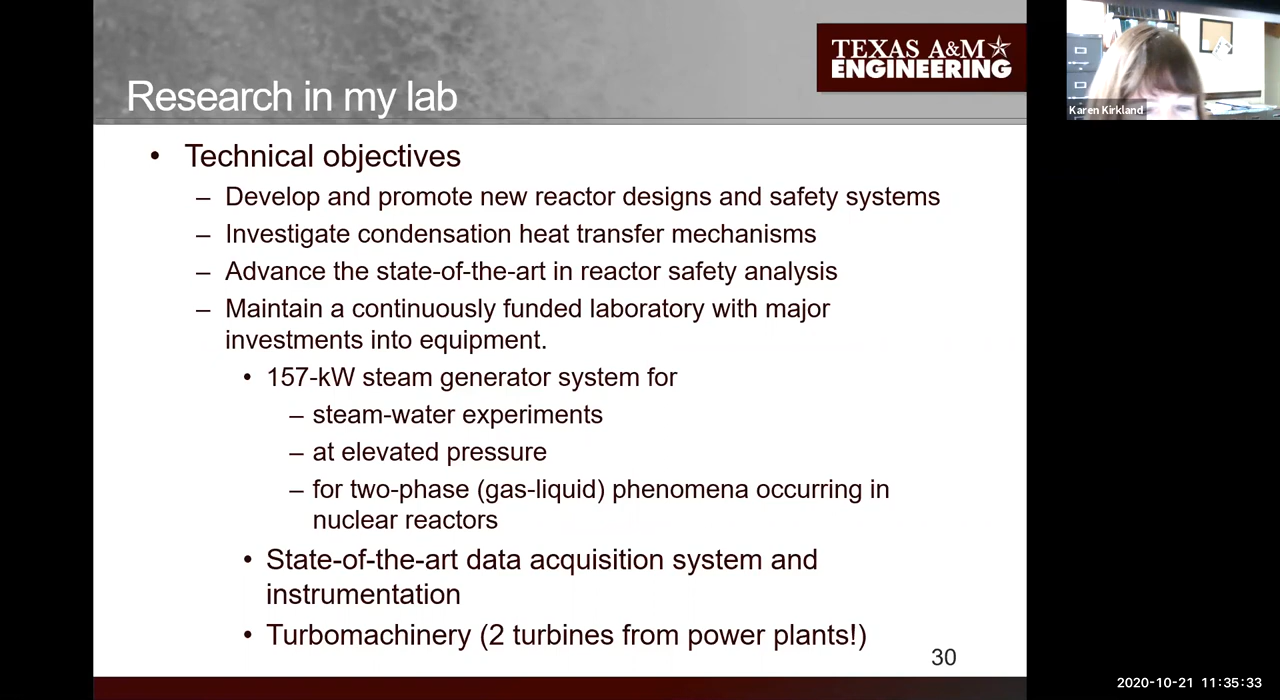 Research in my lab
TEXAS A&M
ENGINEERING
Karen Kirkland
• Technical objectives
– Develop and promote new reactor designs and safety systems
– Investigate condensation heat transfer mechanisms
– Advance the state-of-the-art in reactor safety analysis
– Maintain a continuously funded laboratory with major
investments into equipment.
• 157-kW steam generator system for
– steam-water experiments
– at elevated pressure
– for two-phase (gas-liquid) phenomena occurring in
nuclear reactors
• State-of-the-art data acquisition system and
instrumentation
• Turbomachinery (2 turbines from power plants!)
30
2020-10-21 11:35:33